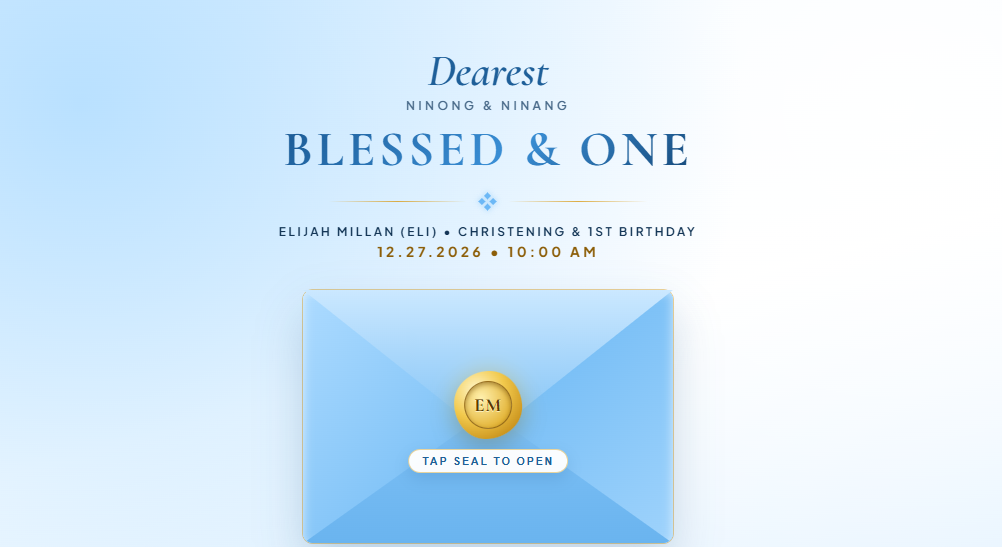 Dearest
NINONG & NINANG
BLESSED & ONE
ELIJAH MILLAN (ELI) • CHRISTENING & 1ST BIRTHDAY
12.27.2026 • 10:00 AM
EM
TAP SEAL TO OPEN